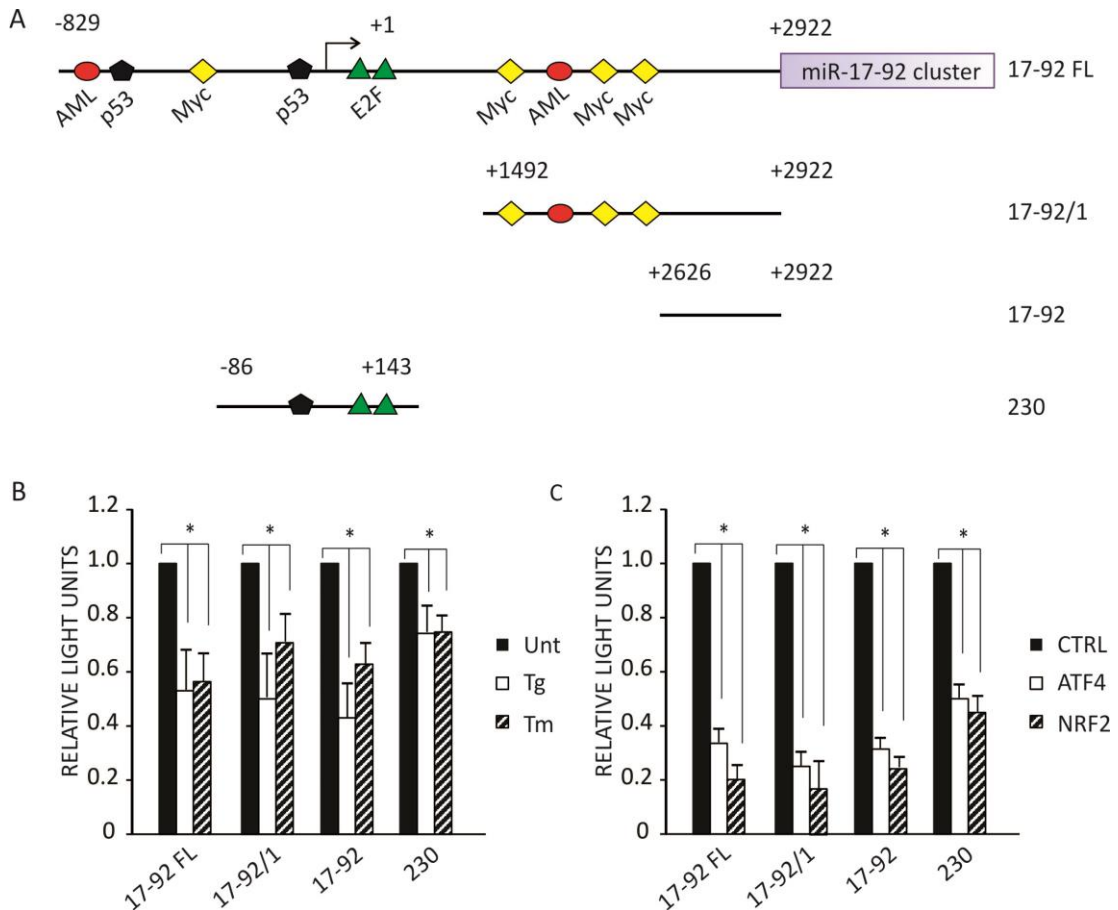 A
-829
+1
+2922
miR-17-92 cluster
17-92 FL
AML
p53
Myc
p53
E2F
Myc
AML
Myc
Myc
+1492
+2922
17-92/1
+2626
+2922
17-92
-86
+143
230
B
1.2
1.0
0.8
0.6
0.4
0.2
0
RELATIVE LIGHT UNITS
*
*
*
*
Unt
Tg
Tm
17-92 FL
17-92/1
17-92
230
C
1.2
1.0
0.8
0.6
0.4
0.2
0
RELATIVE LIGHT UNITS
*
*
*
*
CTRL
ATF4
NRF2
17-92 FL
17-92/1
17-92
230